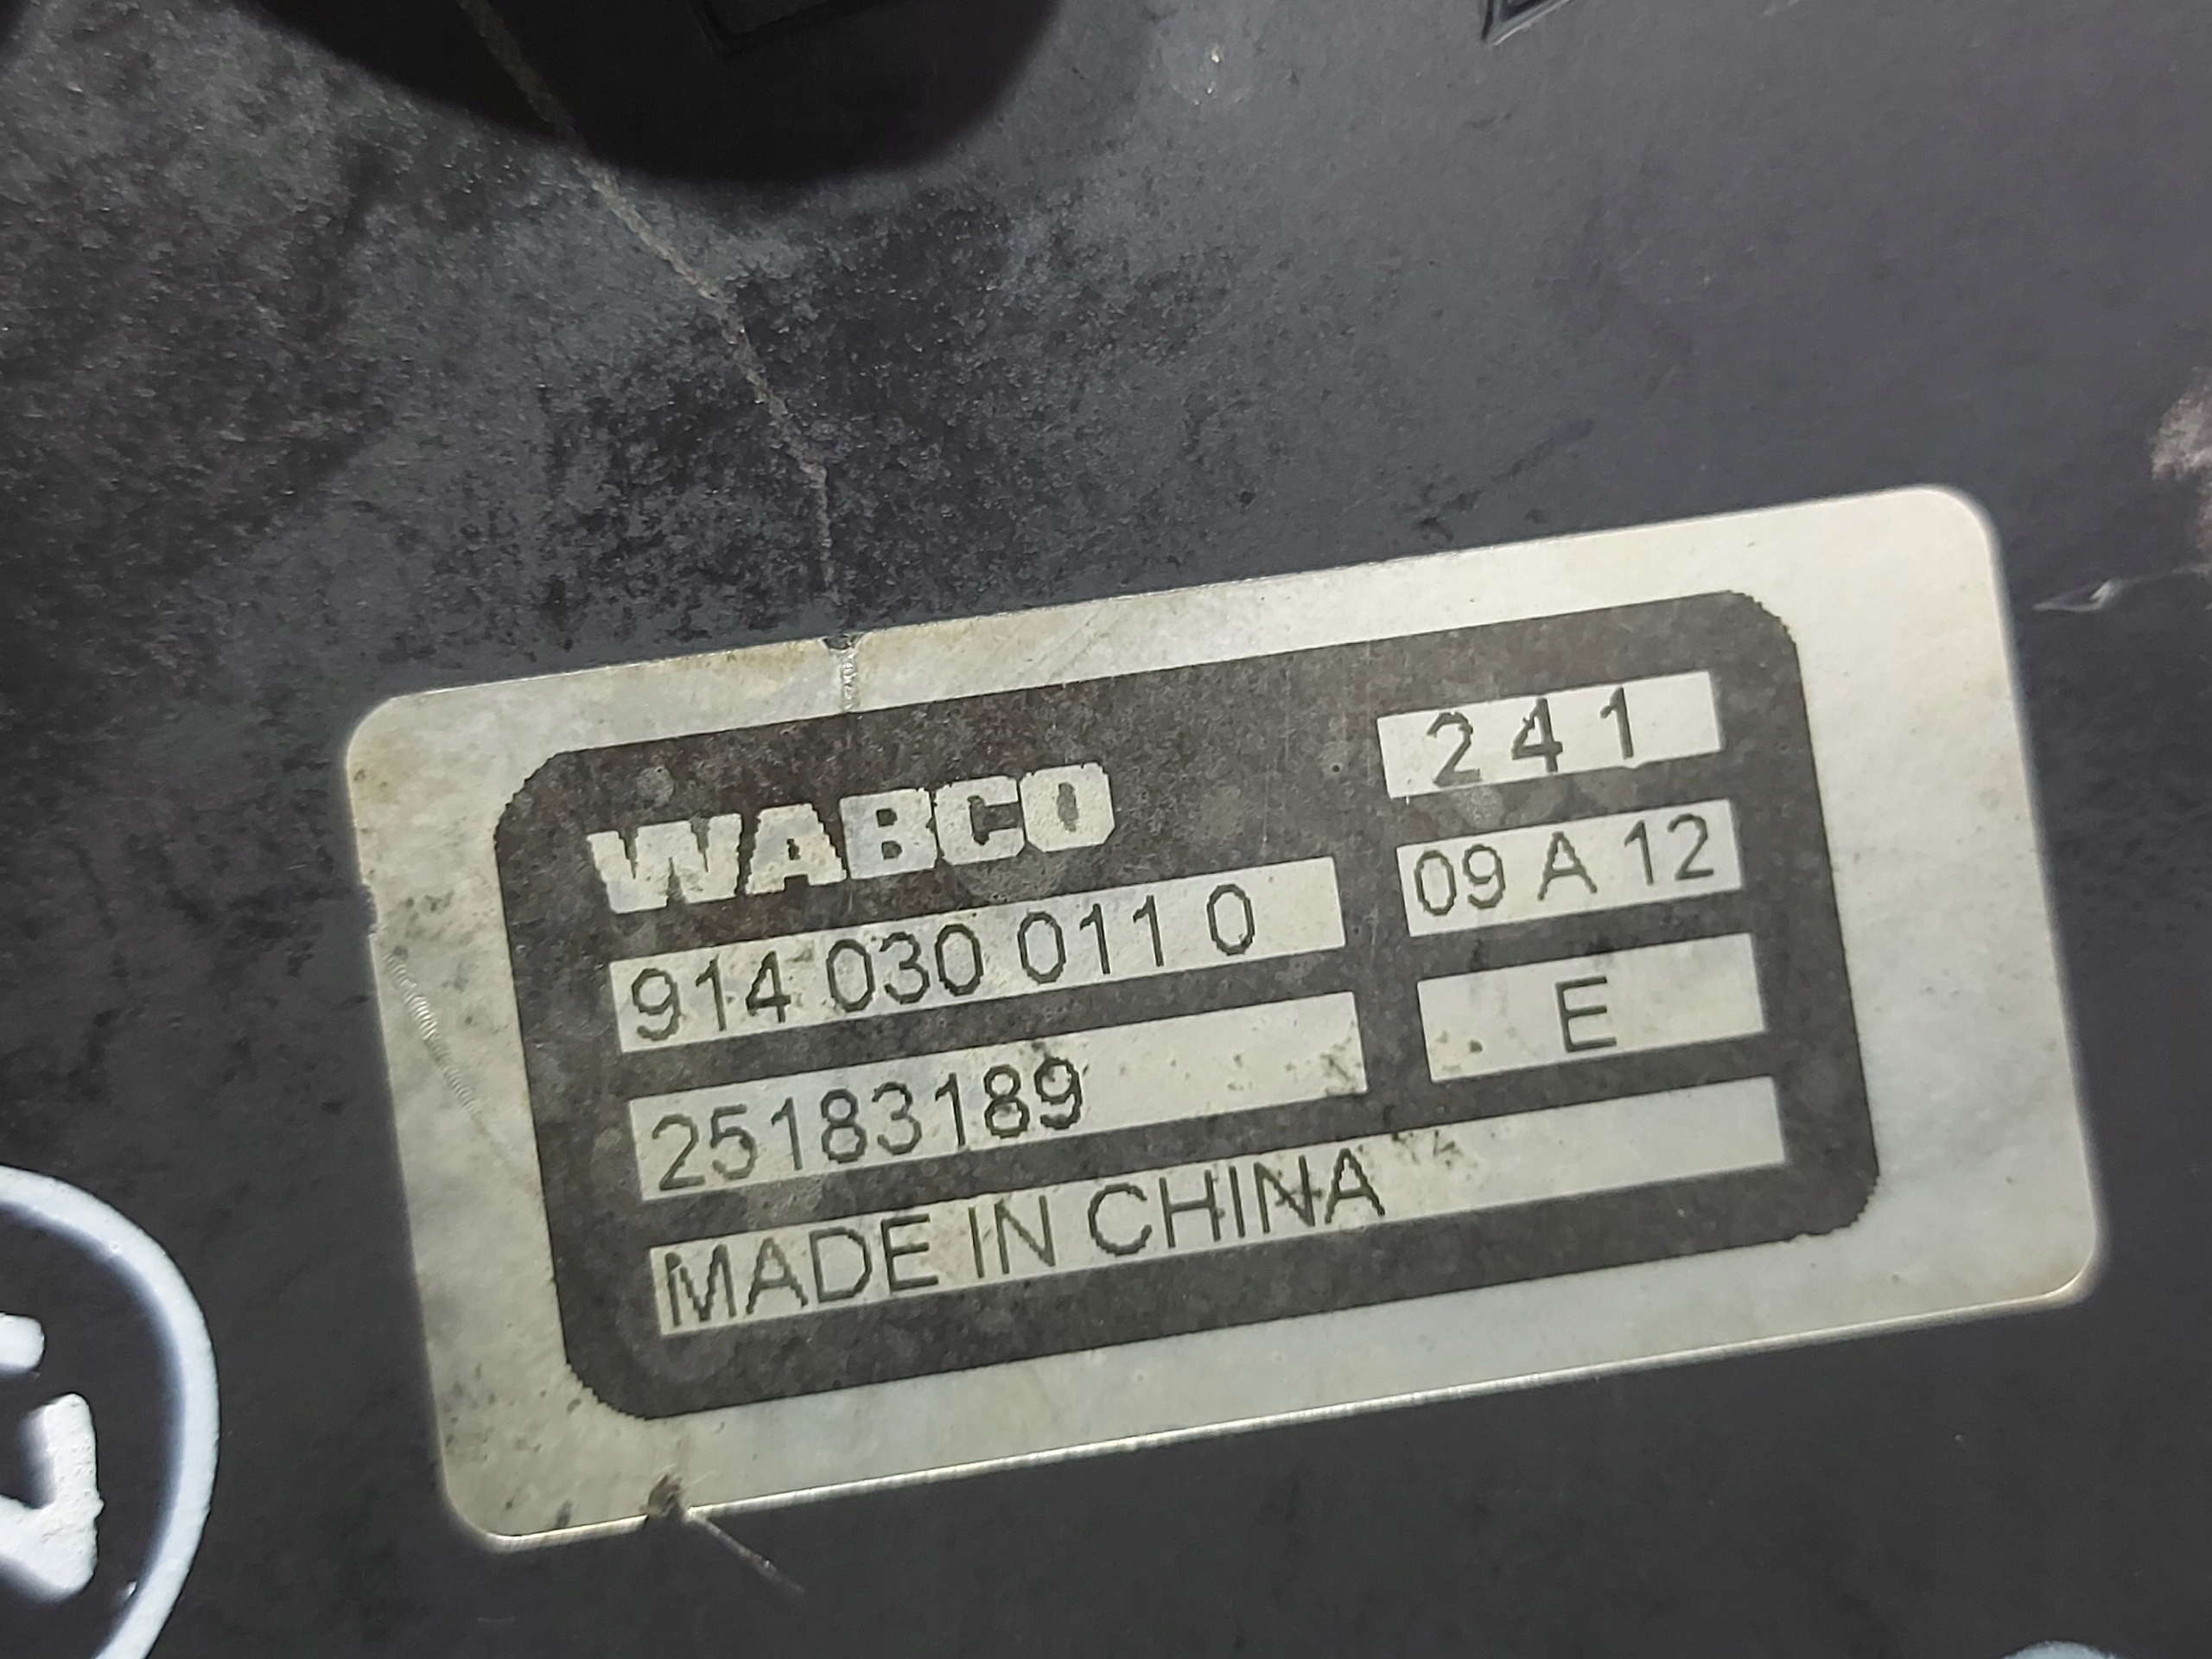 WABCO
241
914 030 011 0
09 A 12
25183189
E
MADE IN CHINA